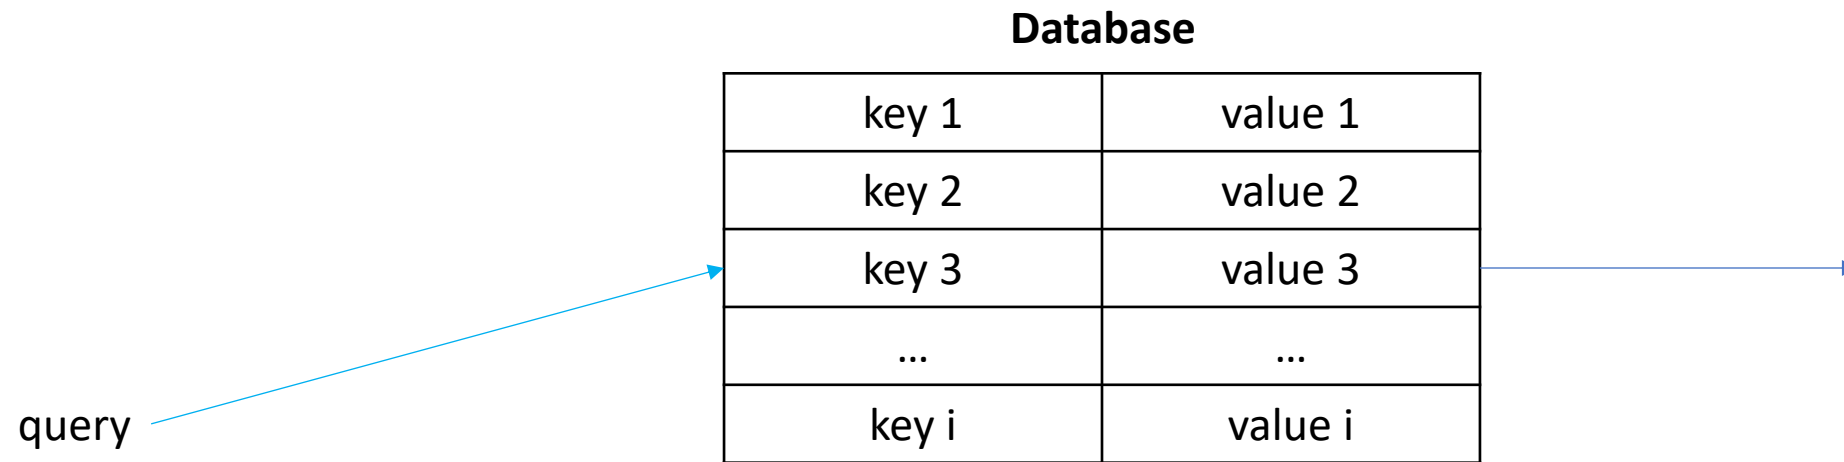 Database
key 1 value 1
key 2 value 2
key 3 value 3
... ...
key i value i
query